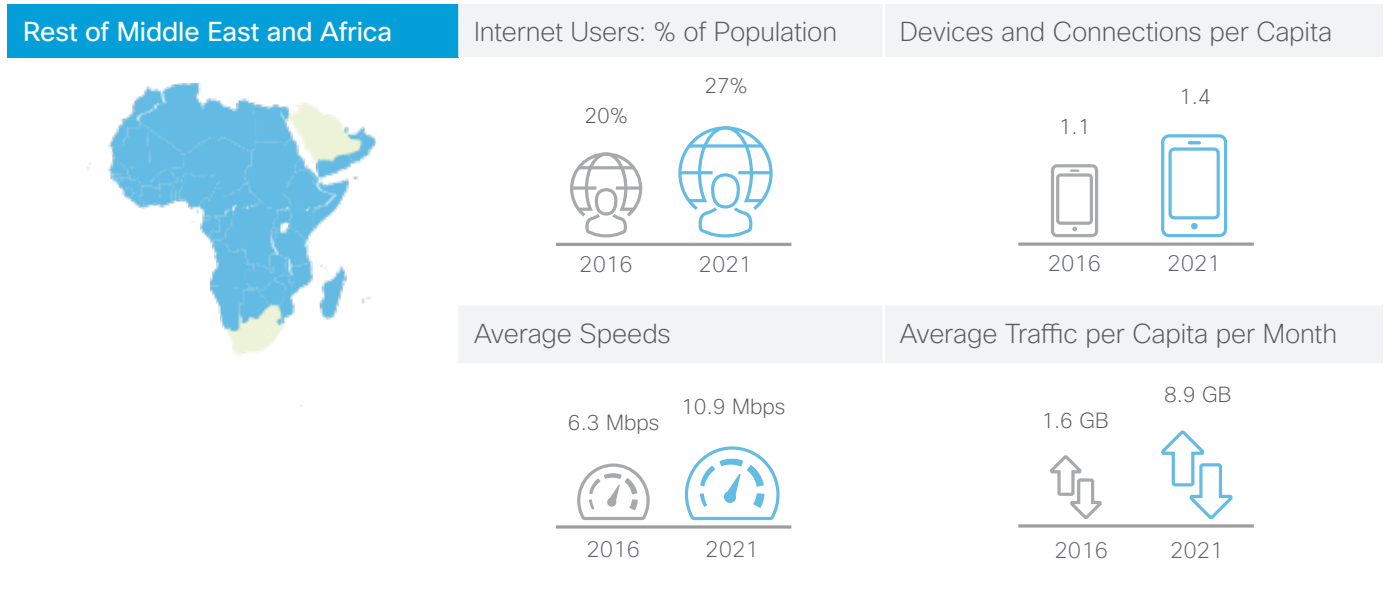 Rest of Middle East and Africa
Internet Users: % of Population
20%
27%
2016
2021
Devices and Connections per Capita
1.1
1.4
2016
2021
Average Speeds
6.3 Mbps
10.9 Mbps
2016
2021
Average Traffic per Capita per Month
1.6 GB
8.9 GB
2016
2021